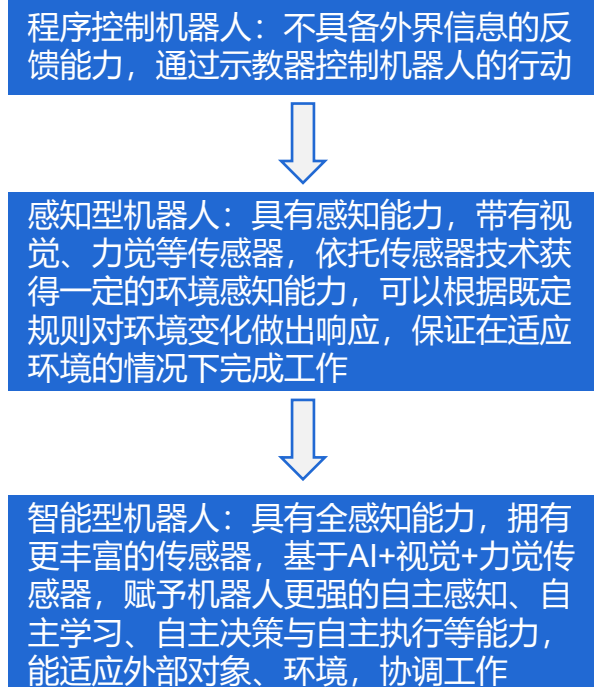 程序控制机器人：不具备外界信息的反
馈能力，通过示教器控制机器人的行动
感知型机器人：具有感知能力，带有视
觉、力觉等传感器，依托传感器技术获
得一定的环境感知能力，可以根据既定
规则对环境变化做出响应，保证在适应
环境的情况下完成工作
智能型机器人：具有全感知能力，拥有
更丰富的传感器，基于AI+视觉+力觉传
感器，赋予机器人更强的自主感知、自
主学习、自主决策与自主执行等能力，
能适应外部对象、环境，协调工作